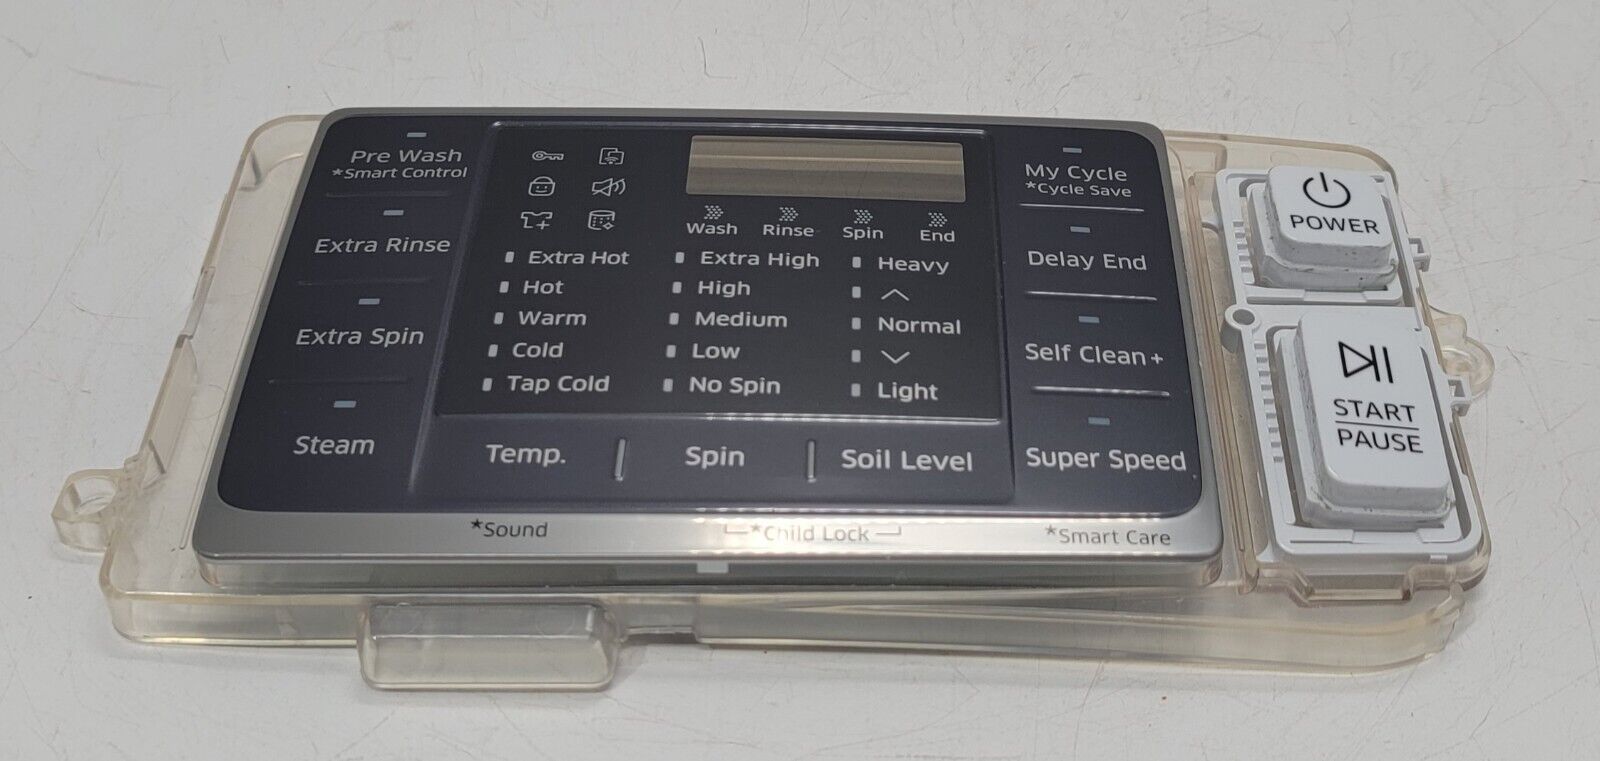 Pre Wash
*Smart Control
Extra Rinse
Extra Spin
Steam
Wash Rinse Spin End
Extra Hot
Hot
Warm
Cold
Tap Cold
Temp.
Extra High
High
Medium
Low
No Spin
Spin
Heavy
Normal
Light
Soil Level
My Cycle
*Cycle Save
Delay End
Self Clean+
Super Speed
*Sound
*Child Lock
*Smart Care
POWER
START
PAUSE